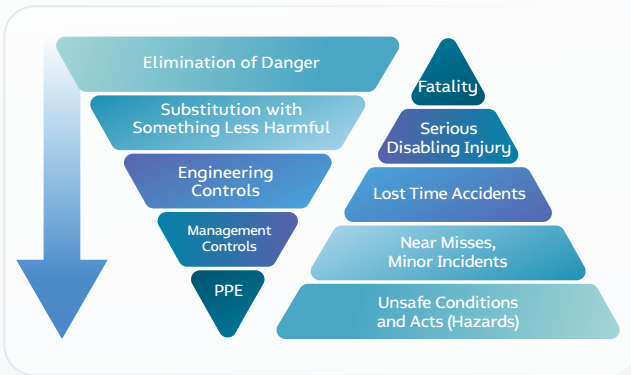 Elimination of Danger
Substitution with
Something Less Harmful
Engineering
Controls
Management
Controls
PPE
Fatality
Serious
Disabling Injury
Lost Time Accidents
Near Misses,
Minor Incidents
Unsafe Conditions
and Acts (Hazards)